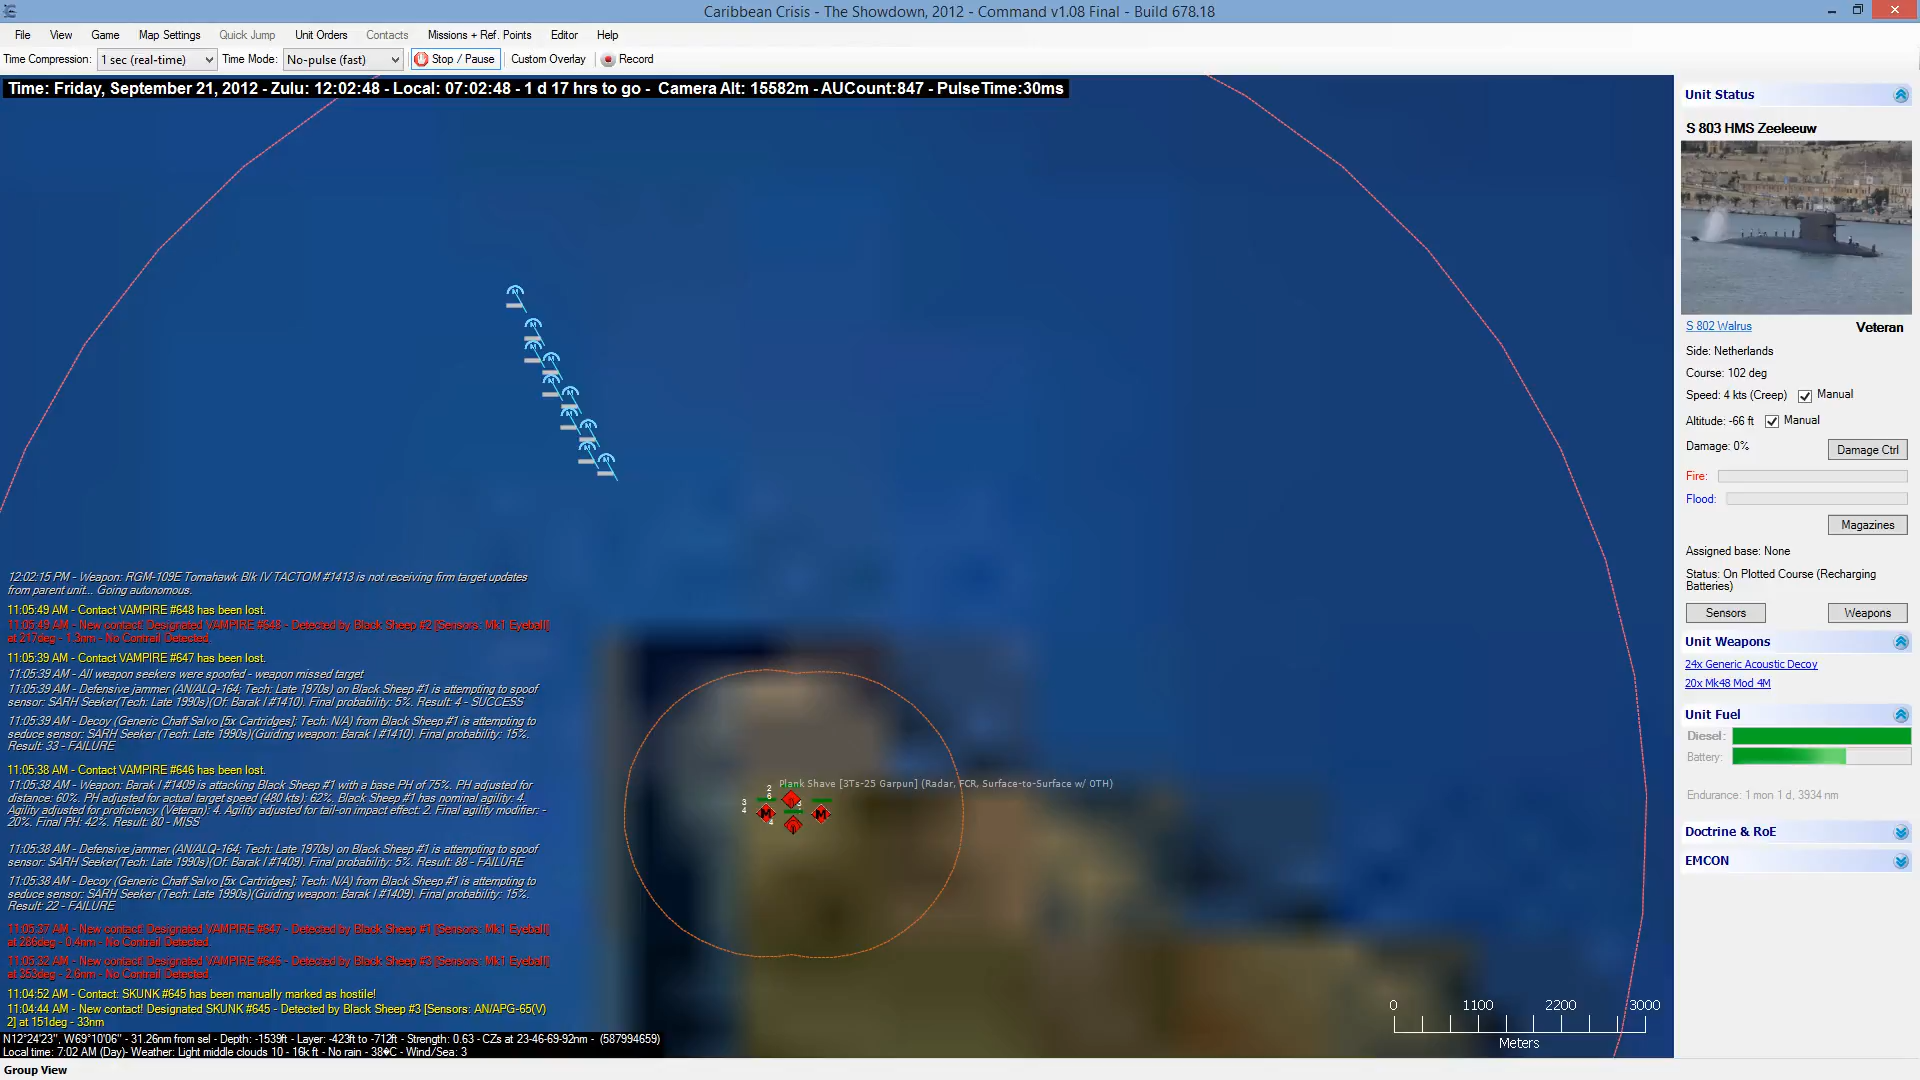 Caribbean Crisis - The Showdown, 2012 - Command v1.08 Final - Build 678.18
File View Game Map Settings Quick Jump Unit Orders Contacts Missions + Ref. Points Editor Help
Time Compression: 1 sec (real-time) Time Mode: No-pulse (fast) Stop / Pause Custom Overlay Record
Time: Friday, September 21, 2012 - Zulu: 12:02:48 - Local: 07:02:48 - 1 d 17 hrs to go - Camera Alt: 15582m - AUCount:847 - PulseTime:30ms
12:02:15 PM - Weapon: RGM-109E Tomahawk Blk IV TACTOM #1413 is not receiving firm target updates
from parent unit... Going autonomous.
11:05:49 AM - Contact VAMPIRE #648 has been lost.
11:05:49 AM - New contact! Designated VAMPIRE #648 - Detected by Black Sheep #2 [Sensors: Mk1 Eyeball]
at 217deg - 1.3nm - No Contrail Detected.
11:05:39 AM - Contact VAMPIRE #647 has been lost.
11:05:39 AM - All weapon seekers were spoofed - weapon missed target
11:05:39 AM - Defensive jammer (AN/ALQ-164; Tech: Late 1970s) on Black Sheep #1 is attempting to spoof
sensor: SARH Seeker(Tech: Late 1990s)(Of: Barak I #1410). Final probability: 5%. Result: 4 - SUCCESS
11:05:39 AM - Decoy (Generic Chaff Salvo [5x Cartridges]; Tech: N/A) from Black Sheep #1 is attempting to
seduce sensor: SARH Seeker (Tech: Late 1990s)(Guiding weapon: Barak I #1410). Final probability: 15%.
Result: 33 - FAILURE
11:05:38 AM - Contact VAMPIRE #646 has been lost.
11:05:38 AM - Weapon: Barak I #1409 is attacking Black Sheep #1 with a base PH of 75%. PH adjusted for
distance: 60%. PH adjusted for actual target speed (480 kts): 62%. Black Sheep #1 has nominal agility: 4.
Agility adjusted for proficiency (Veteran): 4. Agility adjusted for tail-on impact effect: 2. Final agility modifier: -
20%. Final PH: 42%. Result: 80 - MISS
11:05:38 AM - Defensive jammer (AN/ALQ-164; Tech: Late 1970s) on Black Sheep #1 is attempting to spoof
sensor: SARH Seeker(Tech: Late 1990s)(Of: Barak I #1409). Final probability: 5%. Result: 88 - FAILURE
11:05:38 AM - Decoy (Generic Chaff Salvo [5x Cartridges]; Tech: N/A) from Black Sheep #1 is attempting to
seduce sensor: SARH Seeker (Tech: Late 1990s)(Guiding weapon: Barak I #1409). Final probability: 15%.
Result: 22 - FAILURE
11:05:37 AM - New contact! Designated VAMPIRE #647 - Detected by Black Sheep #1 [Sensors: Mk1 Eyeball]
at 286deg - 0.4nm - No Contrail Detected.
11:05:32 AM - New contact! Designated VAMPIRE #646 - Detected by Black Sheep #3 [Sensors: Mk1 Eyeball]
at 353deg - 2.6nm - No Contrail Detected.
11:04:52 AM - Contact: SKUNK #645 has been manually marked as hostile!
11:04:44 AM - New contact! Designated SKUNK #645 - Detected by Black Sheep #3 [Sensors: AN/APG-65(V)
2] at 151deg - 33nm
N12°24'23", W69°10'06" - 31.26nm from sel - Depth: -1539ft - Layer: -423ft to -712ft - Strength: 0.63 - CZs at 23-46-69-92nm - (587994659)
Local time: 7:02 AM (Day)- Weather: Light middle clouds 10 - 16k ft - No rain - 38�C - Wind/Sea: 3
Group View
Plank Shave [3Ts-25 Garpun] (Radar, FCR, Surface-to-Surface w/ OTH)
0 1100 2200 3000
Meters
Unit Status
S 803 HMS Zeeleeuw
S 802 Walrus Veteran
Side: Netherlands
Course: 102 deg
Speed: 4 kts (Creep) Manual
Altitude: -66 ft Manual
Damage: 0% Damage Ctrl
Fire:
Flood:
Magazines
Assigned base: None
Status: On Plotted Course (Recharging
Batteries)
Sensors Weapons
Unit Weapons
24x Generic Acoustic Decoy
20x Mk48 Mod 4M
Unit Fuel
Diesel:
Battery:
Endurance: 1 mon 1 d, 3934 nm
Doctrine & RoE
EMCON